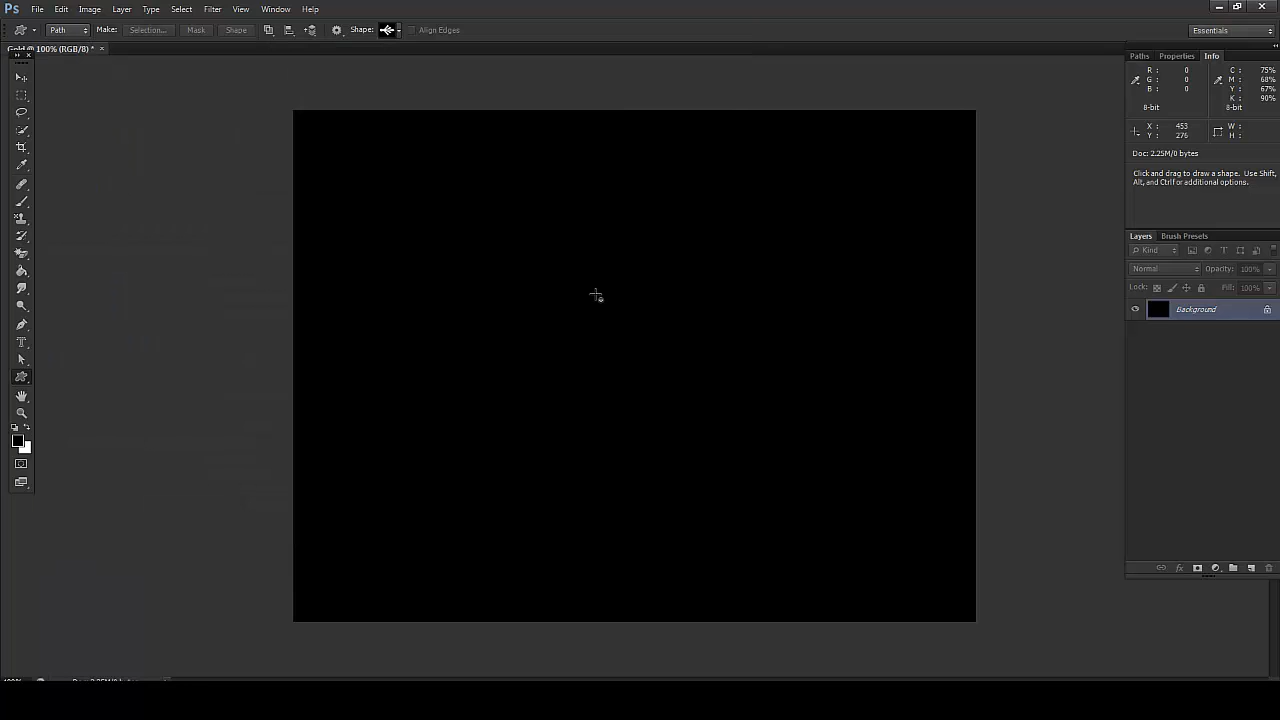 Ps File Edit Image Layer Type Select Filter View Window Help
Path Make: Selection... Mask Shape Shape: Align Edges Essentials
Gold @ 100% (RGB/8) * ×
Paths Properties Info
R : 0 C : 75%
G : 0 M : 68%
B : 0 Y : 67%
K : 90%
8-bit 8-bit
X : 453 W :
Y : 276 H :
Doc: 2.25M/0 bytes
Click and drag to draw a shape. Use Shift,
Alt, and Ctrl for additional options.
Layers Brush Presets
Kind
Normal Opacity: 100%
Lock: Fill: 100%
Background